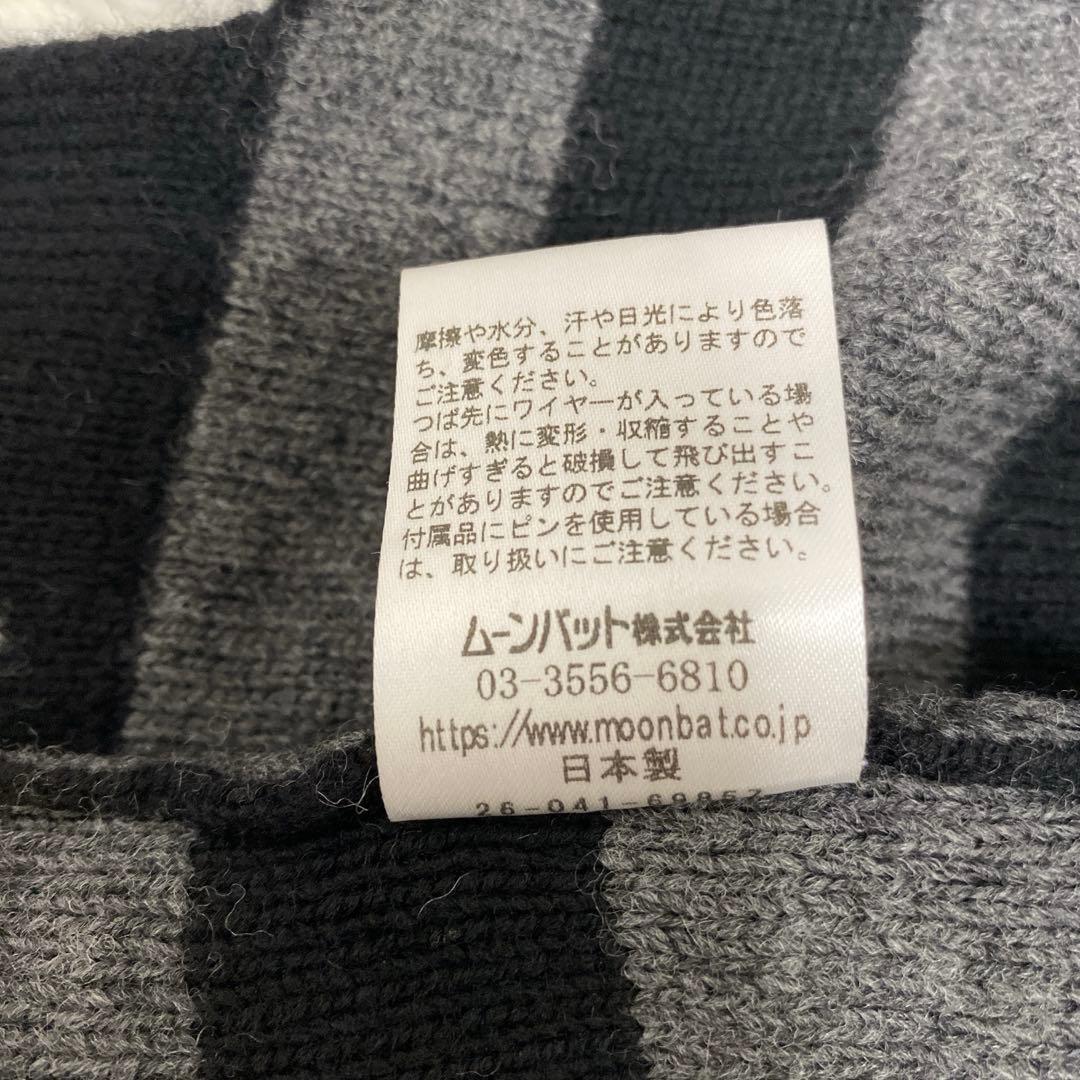 摩擦や水分、汗や日光により色落
ち、変色することがありますので
ご注意ください。
つば先にワイヤーが入っている場
合は、熱に変形・収縮することや
曲げすぎると破損して飛び出すこ
とがありますのでご注意ください。
付属品にピンを使用している場合
は、取り扱いにご注意ください。
ムーンバット株式会社
03-3556-6810
https://www.moonbat.co.jp
日本製